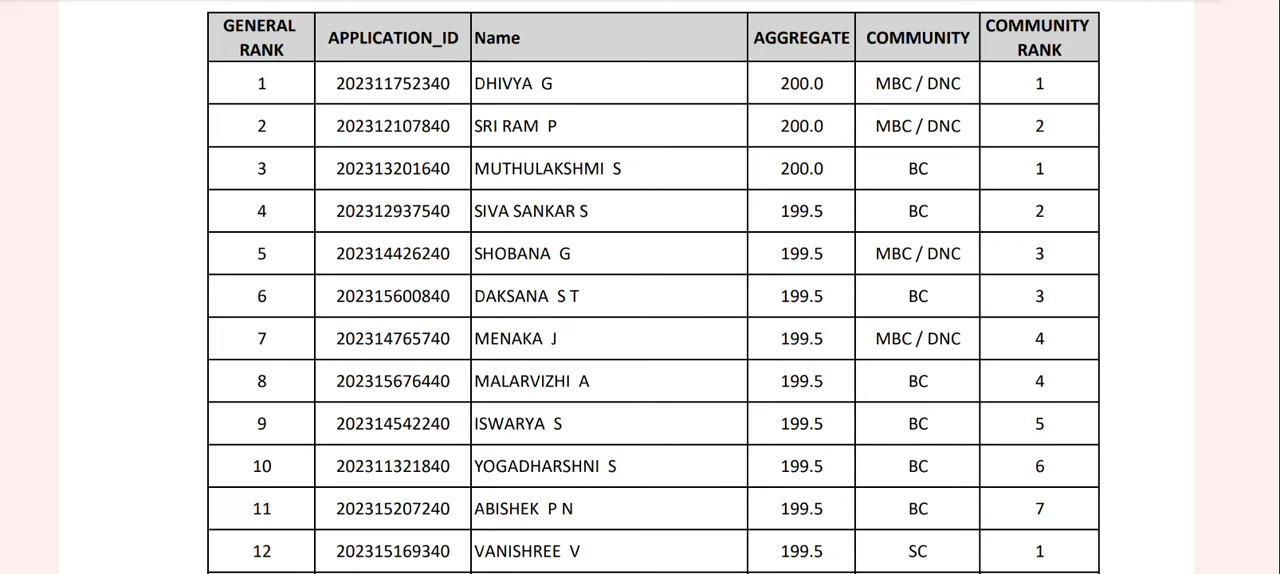 GENERAL RANK APPLICATION_ID Name AGGREGATE COMMUNITY COMMUNITY RANK
1 202311752340 DHIVYA G 200.0 MBC / DNC 1
2 202312107840 SRI RAM P 200.0 MBC / DNC 2
3 202313201640 MUTHULAKSHMI S 200.0 BC 1
4 202312937540 SIVA SANKAR S 199.5 BC 2
5 202314426240 SHOBANA G 199.5 MBC / DNC 3
6 202315600840 DAKSANA S T 199.5 BC 3
7 202314765740 MENAKA J 199.5 MBC / DNC 4
8 202315676440 MALARVIZHI A 199.5 BC 4
9 202314542240 ISWARYA S 199.5 BC 5
10 202311321840 YOGADHARSHNI S 199.5 BC 6
11 202315207240 ABISHEK P N 199.5 BC 7
12 202315169340 VANISHREE V 199.5 SC 1